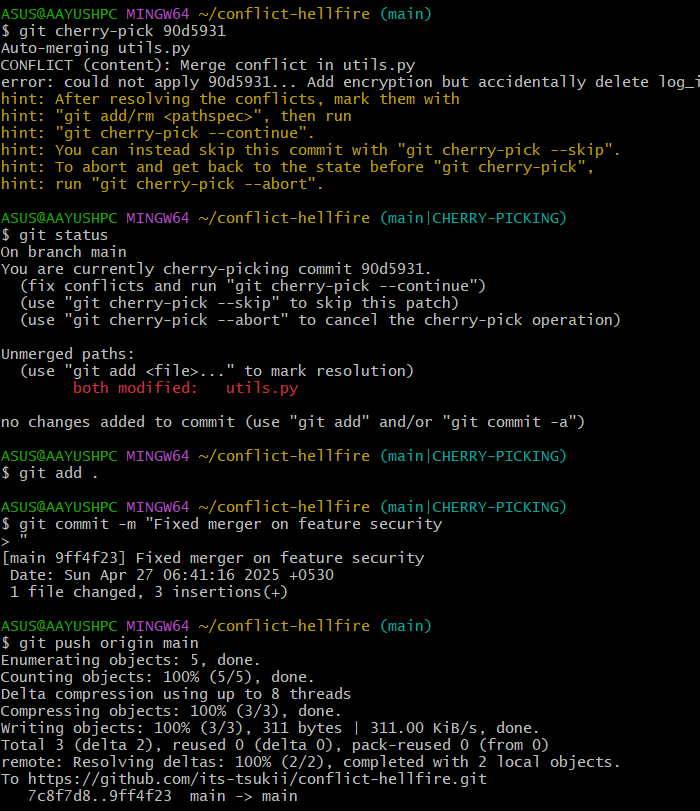 ASUS@AAYUSHPC MINGW64 ~/conflict-hellfire (main)
$ git cherry-pick 90d5931
Auto-merging utils.py
CONFLICT (content): Merge conflict in utils.py
error: could not apply 90d5931... Add encryption but accidentally delete log_i
hint: After resolving the conflicts, mark them with
hint: "git add/rm <pathspec>", then run
hint: "git cherry-pick --continue".
hint: You can instead skip this commit with "git cherry-pick --skip".
hint: To abort and get back to the state before "git cherry-pick",
hint: run "git cherry-pick --abort".
ASUS@AAYUSHPC MINGW64 ~/conflict-hellfire (main|CHERRY-PICKING)
$ git status
On branch main
You are currently cherry-picking commit 90d5931.
  (fix conflicts and run "git cherry-pick --continue")
  (use "git cherry-pick --skip" to skip this patch)
  (use "git cherry-pick --abort" to cancel the cherry-pick operation)
Unmerged paths:
  (use "git add <file>..." to mark resolution)
        both modified:   utils.py
no changes added to commit (use "git add" and/or "git commit -a")
ASUS@AAYUSHPC MINGW64 ~/conflict-hellfire (main|CHERRY-PICKING)
$ git add .
ASUS@AAYUSHPC MINGW64 ~/conflict-hellfire (main|CHERRY-PICKING)
$ git commit -m "Fixed merger on feature security
> "
[main 9ff4f23] Fixed merger on feature security
 Date: Sun Apr 27 06:41:16 2025 +0530
 1 file changed, 3 insertions(+)
ASUS@AAYUSHPC MINGW64 ~/conflict-hellfire (main)
$ git push origin main
Enumerating objects: 5, done.
Counting objects: 100% (5/5), done.
Delta compression using up to 8 threads
Compressing objects: 100% (3/3), done.
Writing objects: 100% (3/3), 311 bytes | 311.00 KiB/s, done.
Total 3 (delta 2), reused 0 (delta 0), pack-reused 0 (from 0)
remote: Resolving deltas: 100% (2/2), completed with 2 local objects.
To https://github.com/its-tsukii/conflict-hellfire.git
   7c8f7d8..9ff4f23  main -> main